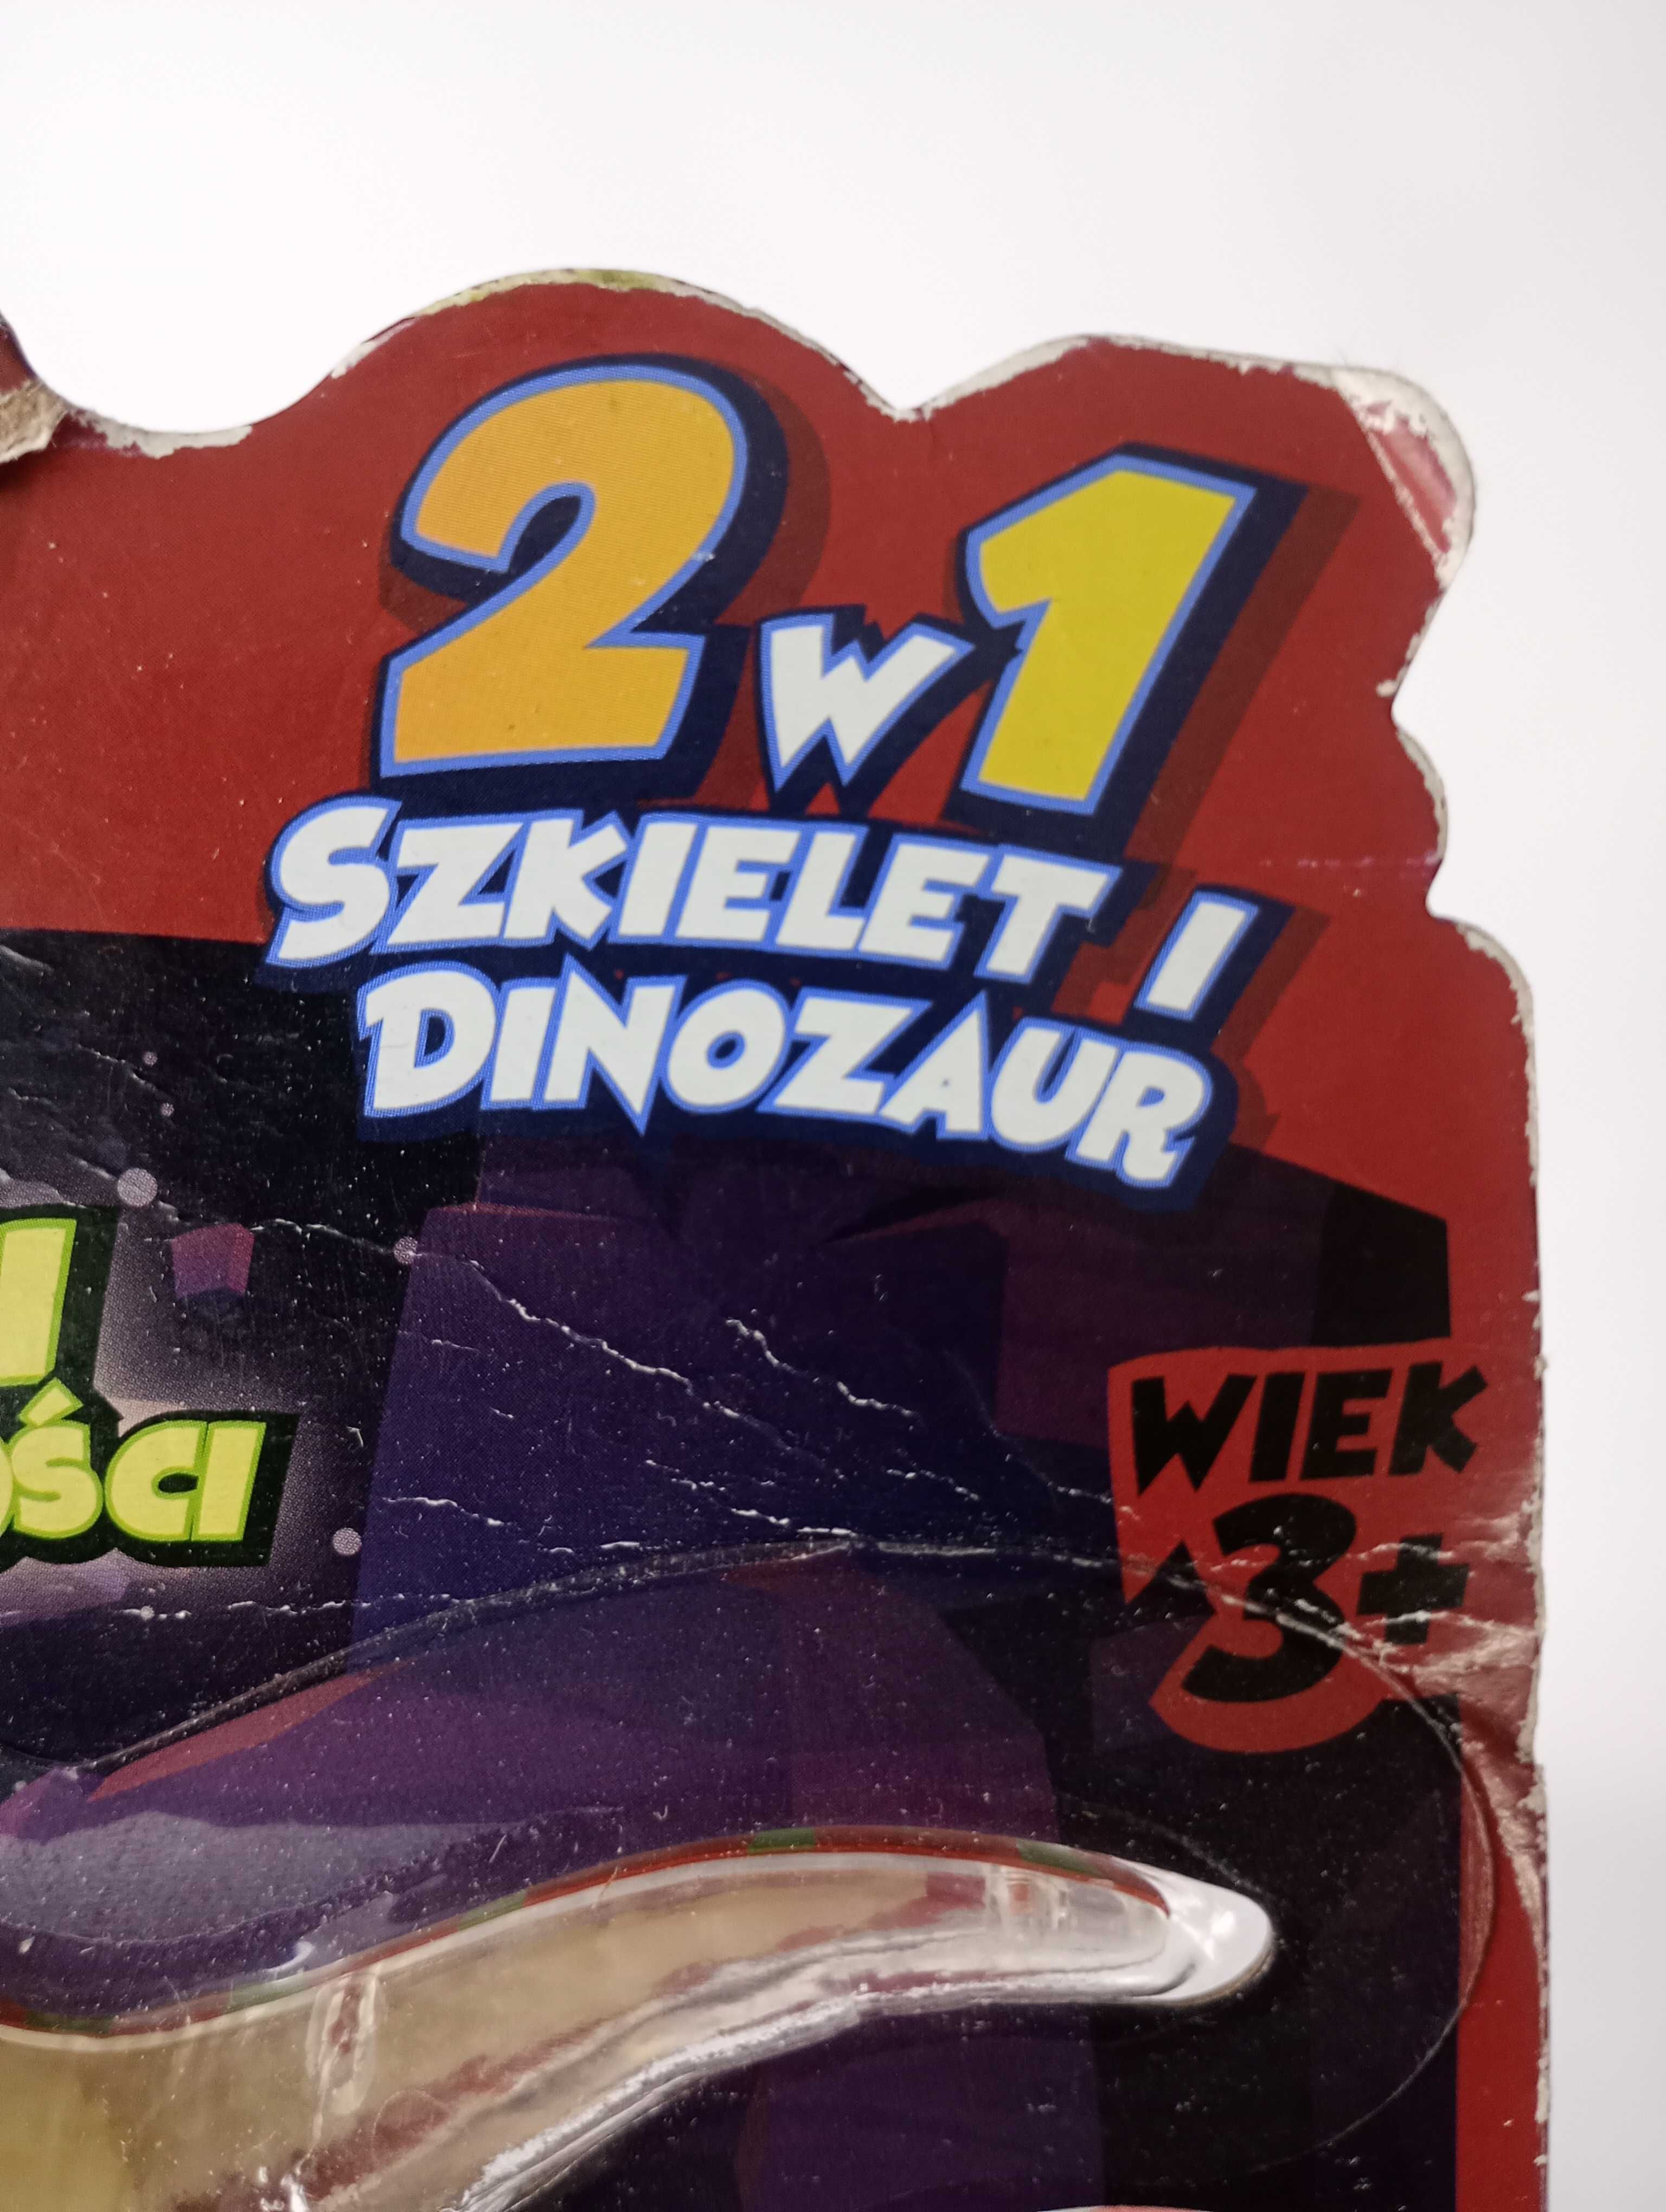 2 w 1
SZKIELET I
DINOZAUR
WIEK
3+